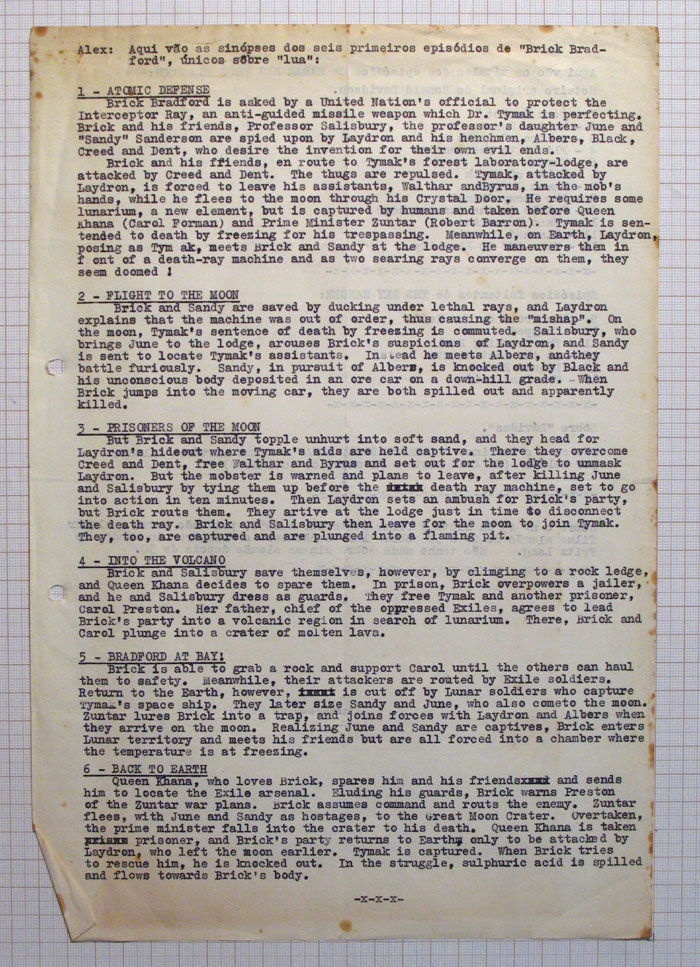 Alex: Aqui vão as sinópses dos seis primeiros episódios de "Brick Brad-
ford", únicos sôbre "lua":
1 - ATOMIC DEFENSE
Brick Bradford is asked by a United Nation's official to protect the
Interceptor Ray, an anti-guided missile weapon which Dr. Tymak is perfecting.
Brick and his friends, Professor Salisbury, the professor's daughter June and
"Sandy" Sanderson are spied upon by Laydron and his henchmen, Albers, Black,
Creed and Dent, who desire the invention for their own evil ends.
Brick and his ffiends, en route to Tymak's forest laboratory-lodge, are
attacked by Creed and Dent. The thugs are repulsed. Tymak, attacked by
Laydron, is forced to leave his assistants, Walthar andByrus, in the mob's
hands, while he flees to the moon through his Crystal Door. He requires some
lunarium, a new element, but is captured by humans and taken before Queen
Khana (Carol Forman) and Prime Minister Zuntar (Robert Barron). Tymak is sen-
tended to death by freezing for his trespassing. Meanwhile, on Earth, Laydron,
posing as Tym ak, meets Brick and Sandy at the lodge. He maneuvers them in
f ont of a death-ray machine and as two searing rays converge on them, they
seem doomed !
2 - FLIGHT TO THE MOON
Brick and Sandy are saved by ducking under lethal rays, and Laydron
explains that the machine was out of order, thus causing the "mishap". On
the moon, Tymak's sentence of death by freezing is commuted. Salisbury, who
brings June to the lodge, arouses Brick's suspicions of Laydron, and Sandy
is sent to locate Tymak's assistants. Instead he meets Albers, andthey
battle furiously. Sandy, in pursuit of Albers, is knocked out by Black and
his unconscious body deposited in an ore car on a down-hill grade. When
Brick jumps into the moving car, they are both spilled out and apparently
killed.
3 - PRISONERS OF THE MOON
But Brick and Sandy topple unhurt into soft sand, and they head for
Laydron's hideout where Tymak's aids are held captive. There they overcome
Creed and Dent, free Walthar and Byrus and set out for the lodge to unmask
Laydron. But the mobster is warned and plans to leave, after killing June
and Salisbury by tying them up before the death ray machine, set to go
into action in ten minutes. Then Laydron sets an ambush for Brick's party,
but Brick routs them. They artive at the lodge just in time to disconnect
the death ray. Brick and Salisbury then leave for the moon to join Tymak.
They, too, are captured and are plunged into a flaming pit.
4 - INTO THE VOLCANO
Brick and Salisbury save themselves, however, by climging to a rock ledge,
and Queen Khana decides to spare them. In prison, Brick overpowers a jailer,
and he and Salisbury dress as guards. They free Tymak and another prisoner,
Carol Preston. Her father, chief of the oppressed Exiles, agrees to lead
Brick's party into a volcanic region in search of lunarium. There, Brick and
Carol plunge into a crater of molten lava.
5 - BRADFORD AT BAY!
Brick is able to grab a rock and support Carol until the others can haul
them to safety. Meanwhile, their attackers are routed by Exile soldiers.
Return to the Earth, however, is cut off by Lunar soldiers who capture
Tymak's space ship. They later size Sandy and June, who also cometo the moon.
Zuntar lures Brick into a trap, and joins forces with Laydron and Albers when
they arrive on the moon. Realizing June and Sandy are captives, Brick enters
Lunar territory and meets his friends but are all forced into a chamber where
the temperature is at freezing.
6 - BACK TO EARTH
Queen Khana, who loves Brick, spares him and his friends and sends
him to locate the Exile arsenal. Eluding his guards, Brick warns Preston
of the Zuntar war plans. Brick assumes command and routs the enemy. Zuntar
flees, with June and Sandy as hostages, to the Great Moon Crater. Overtaken,
the prime minister falls into the crater to his death. Queen Khana is taken
prisoner, and Brick's party returns to Earth, only to be attacked by
Laydron, who left the moon earlier. Tymak is captured. When Brick tries
to rescue him, he is knocked out. In the struggle, sulphuric acid is spilled
and flows towards Brick's body.
-x-x-x-